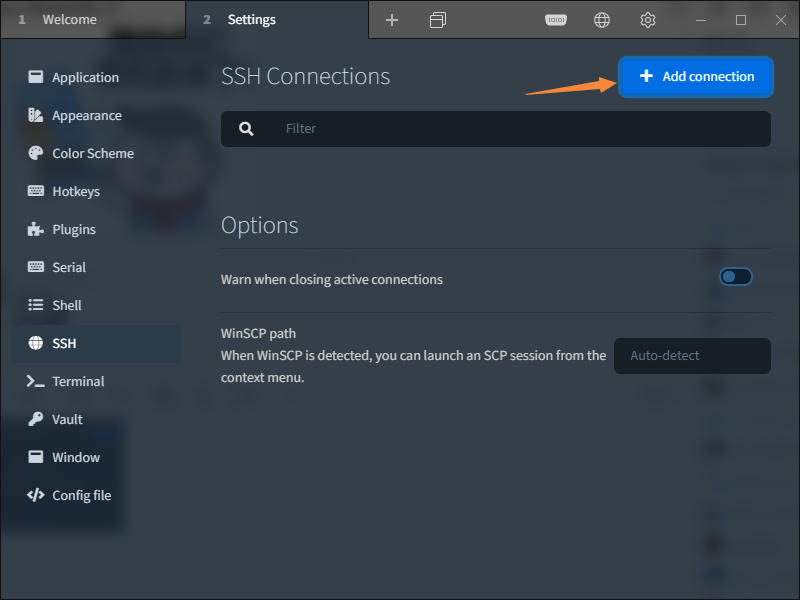 1 Welcome
2 Settings
Application
Appearance
Color Scheme
Hotkeys
Plugins
Serial
Shell
SSH
Terminal
Vault
Window
Config file
SSH Connections
Add connection
Filter
Options
Warn when closing active connections
WinSCP path
When WinSCP is detected, you can launch an SCP session from the
context menu.
Auto-detect